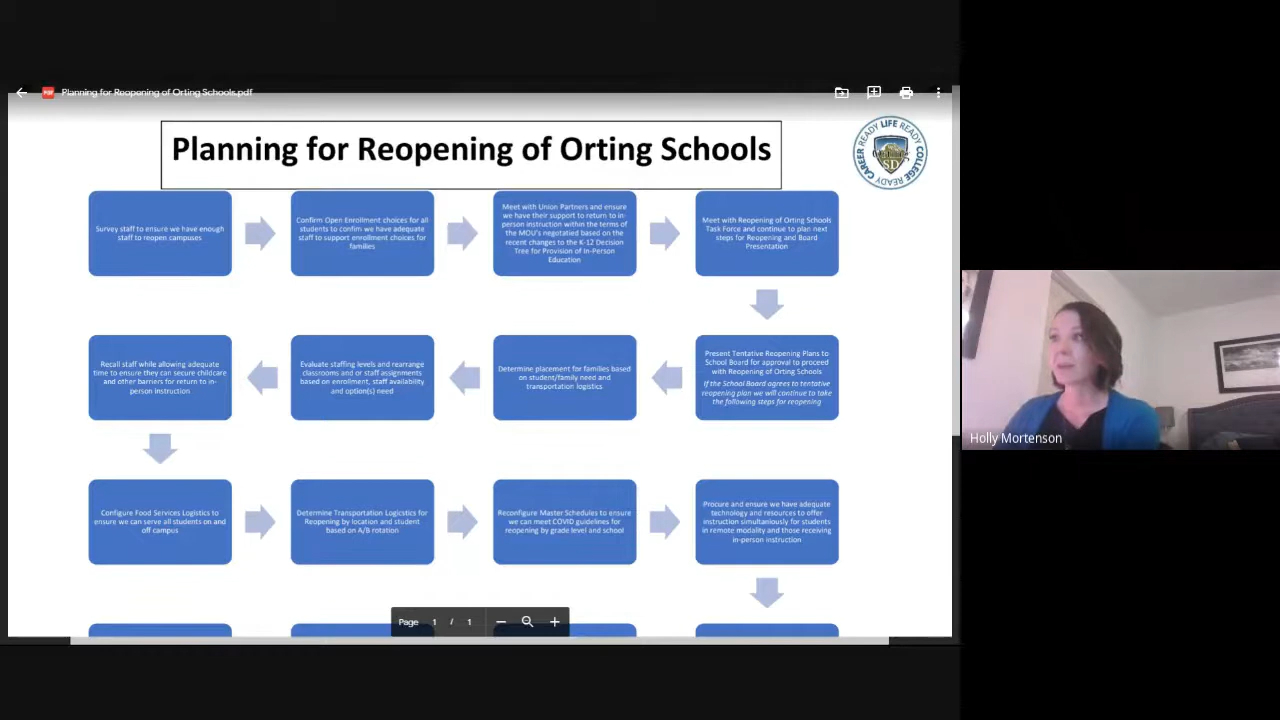 Planning for Reopening of Orting Schools.pdf
Planning for Reopening of Orting Schools
CAREER READY LIFE READY COLLEGE READY
SD
Survey staff to ensure we have enough
staff to reopen campuses
Confirm Open Enrollment choices for all
students to confim we have adequate
staff to support enrollment choices for
families
Meet with Union Partners and ensure
we have their support to return to in-
person instruction within the terms of
the MOU's negotiated based on the
recent changes to the K-12 Decision
Tree for Provision of In-Person
Education
Meet with Reopening of Orting Schools
Task Force and continue to plan next
steps for Reopening and Board
Presentation
Recall staff while allowing adequate
time to ensure they can secure childcare
and other barriers for return to in-
person instruction
Evaluate staffing levels and rearrange
classrooms and or staff assignments
based on enrollment, staff availability
and option(s) need
Determine placement for families based
on student/family need and
transportation logistics
Present Tentative Reopening Plans to
School Board for approval to proceed
with Reopening of Orting Schools
If the School Board agrees to tentative
reopening plan we will continue to take
the following steps for reopening
Configure Food Services Logistics to
ensure we can serve all students on and
off campus
Determine Transportation Logicstics for
Reopening by location and student
based on A/B rotation
Reconfigure Master Schedules to ensure
we can meet COVID guidelines for
reopening by grade level and school
Procure and ensure we have adequate
technology and resources to offer
instruction simultaniously for students
in remote modality and those receiving
in-person instruction
Page 1 / 1
Holly Mortenson